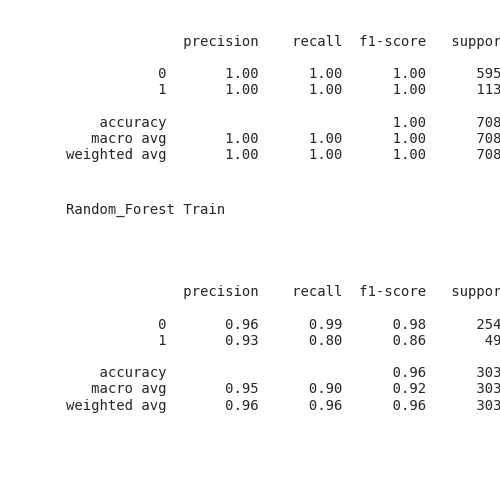 precision recall f1-score suppor
0 1.00 1.00 1.00 595
1 1.00 1.00 1.00 113
accuracy 1.00 708
macro avg 1.00 1.00 1.00 708
weighted avg 1.00 1.00 1.00 708
Random_Forest Train
precision recall f1-score suppor
0 0.96 0.99 0.98 254
1 0.93 0.80 0.86 49
accuracy 0.96 303
macro avg 0.95 0.90 0.92 303
weighted avg 0.96 0.96 0.96 303